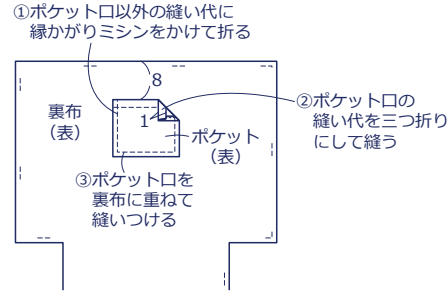 ①ポケット口以外の縫い代に
縁かがりミシンをかけて折る
8
裏布
（表）
1
②ポケット口の
縫い代を三つ折り
にして縫う
ポケット
（表）
③ポケット口を
裏布に重ねて
縫いつける